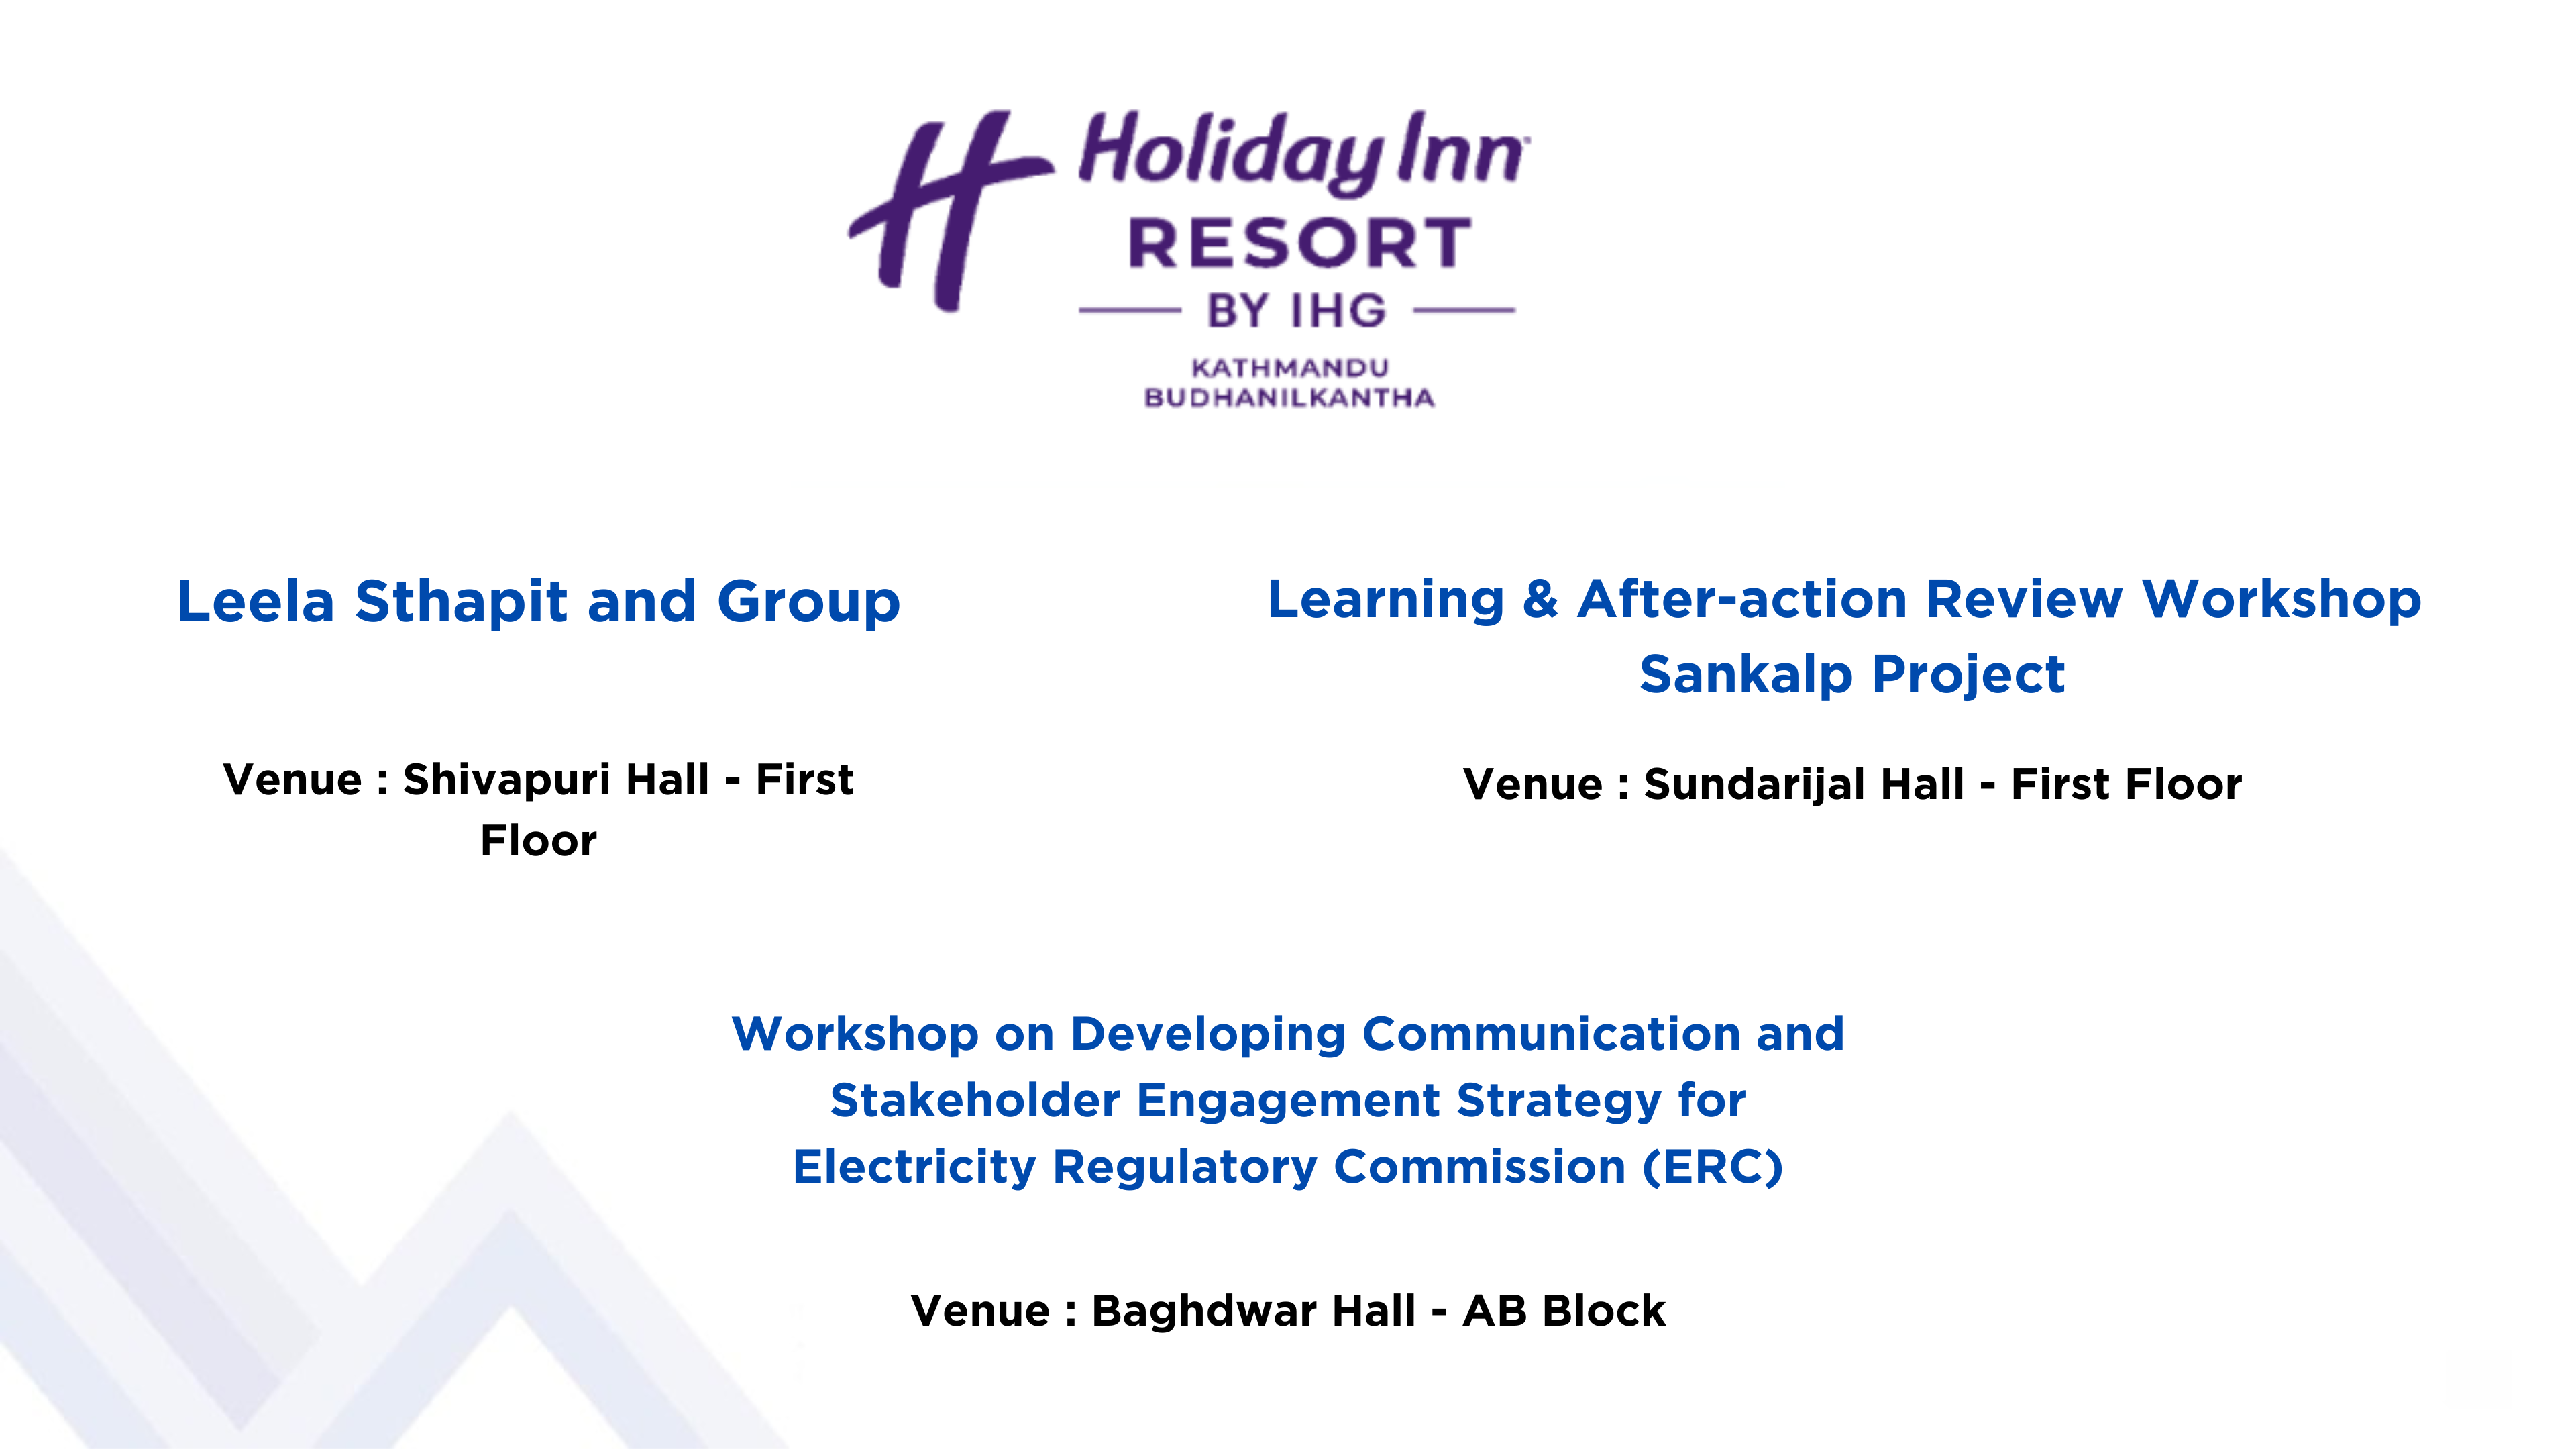 Holiday Inn
RESORT
BY IHG
KATHMANDU
BUDHANILKANTHA
Leela Sthapit and Group
Venue : Shivapuri Hall - First
Floor
Learning & After-action Review Workshop
Sankalp Project
Venue : Sundarijal Hall - First Floor
Workshop on Developing Communication and
Stakeholder Engagement Strategy for
Electricity Regulatory Commission (ERC)
Venue : Baghdwar Hall - AB Block